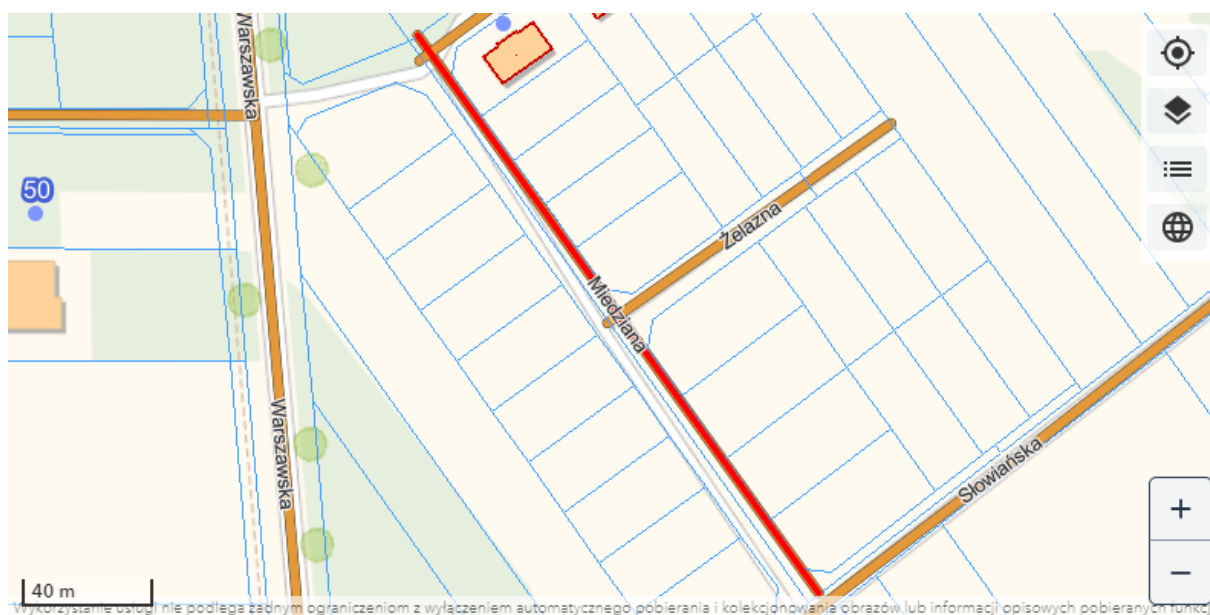 Warszawska
50
Żelazna
Miedziana
Warszawska
Słowiańska
+
−
40 m
Wykorzystanie usługi nie podlega żadnym ograniczeniom z wyłączeniem automatycznego pobierania i kolekcjonowania obrazów lub informacji opisowych pobieranych funkcj